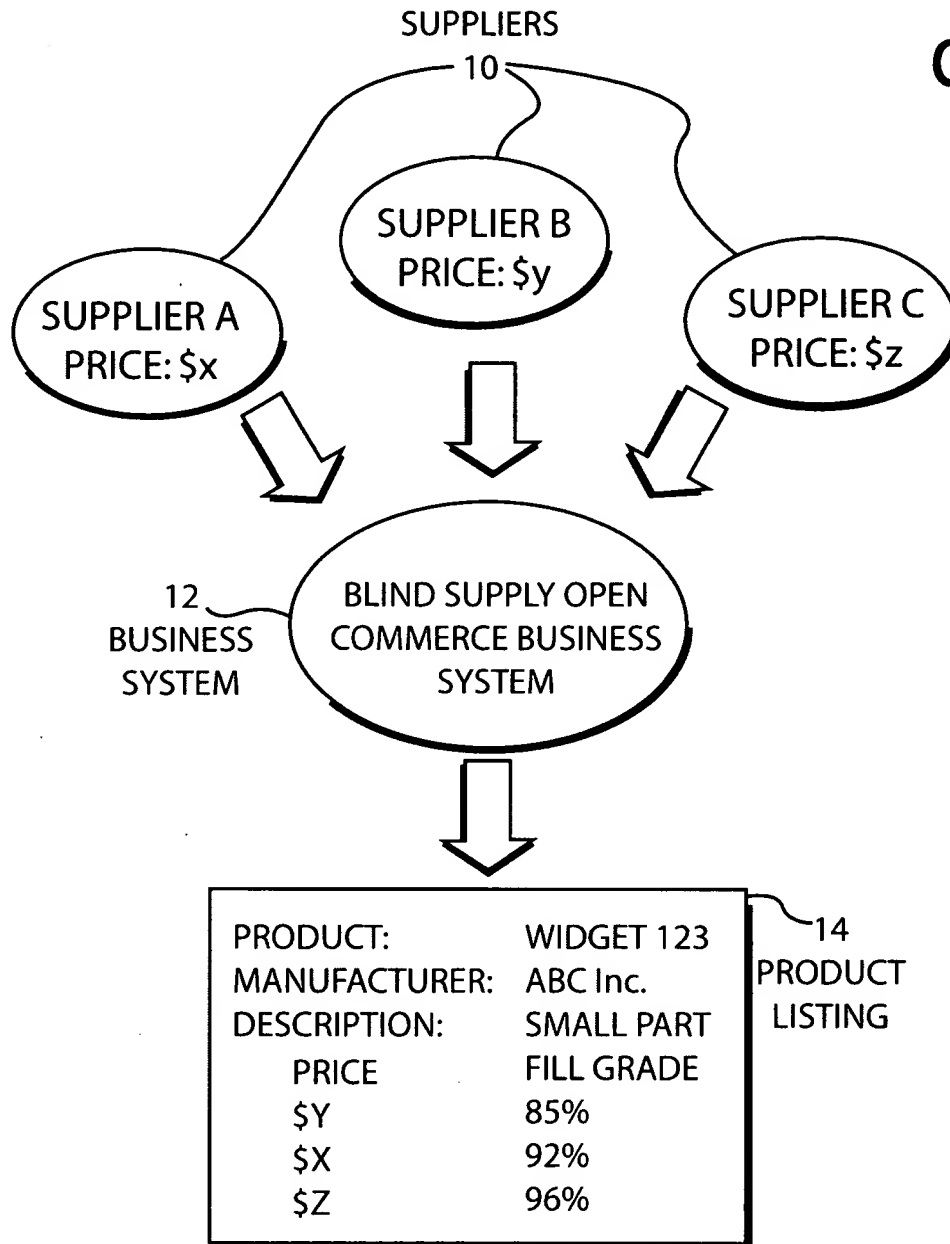 SUPPLIERS
10
SUPPLIER B
PRICE: $y
SUPPLIER A
PRICE: $x
SUPPLIER C
PRICE: $z
12
BUSINESS
SYSTEM
BLIND SUPPLY OPEN
COMMERCE BUSINESS
SYSTEM
14
PRODUCT
LISTING
PRODUCT: WIDGET 123
MANUFACTURER: ABC Inc.
DESCRIPTION: SMALL PART
PRICE FILL GRADE
$Y 85%
$X 92%
$Z 96%